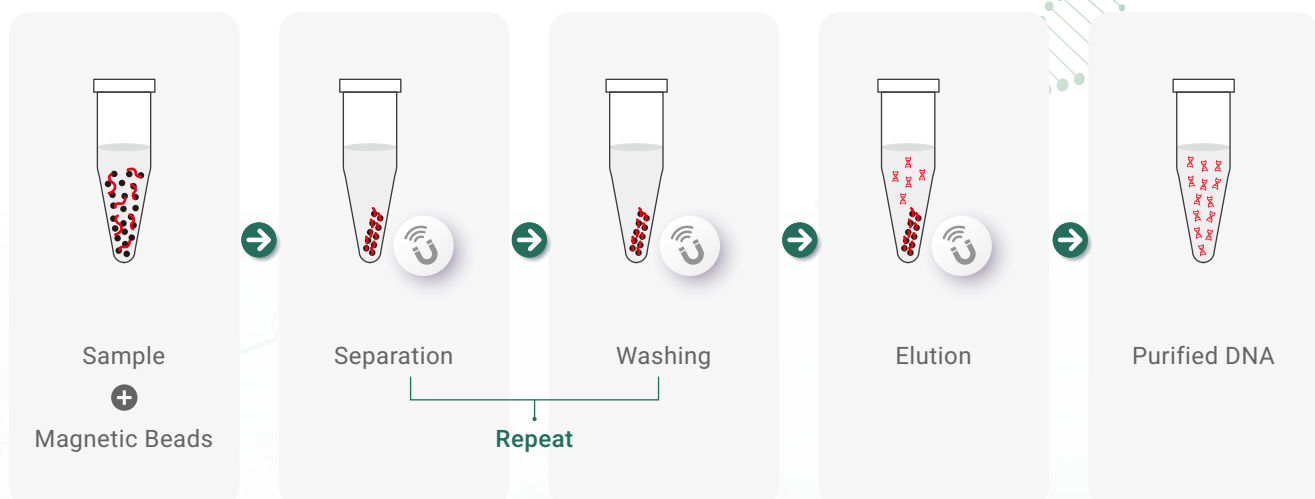 Sample
Magnetic Beads
Separation
Washing
Repeat
Elution
Purified DNA